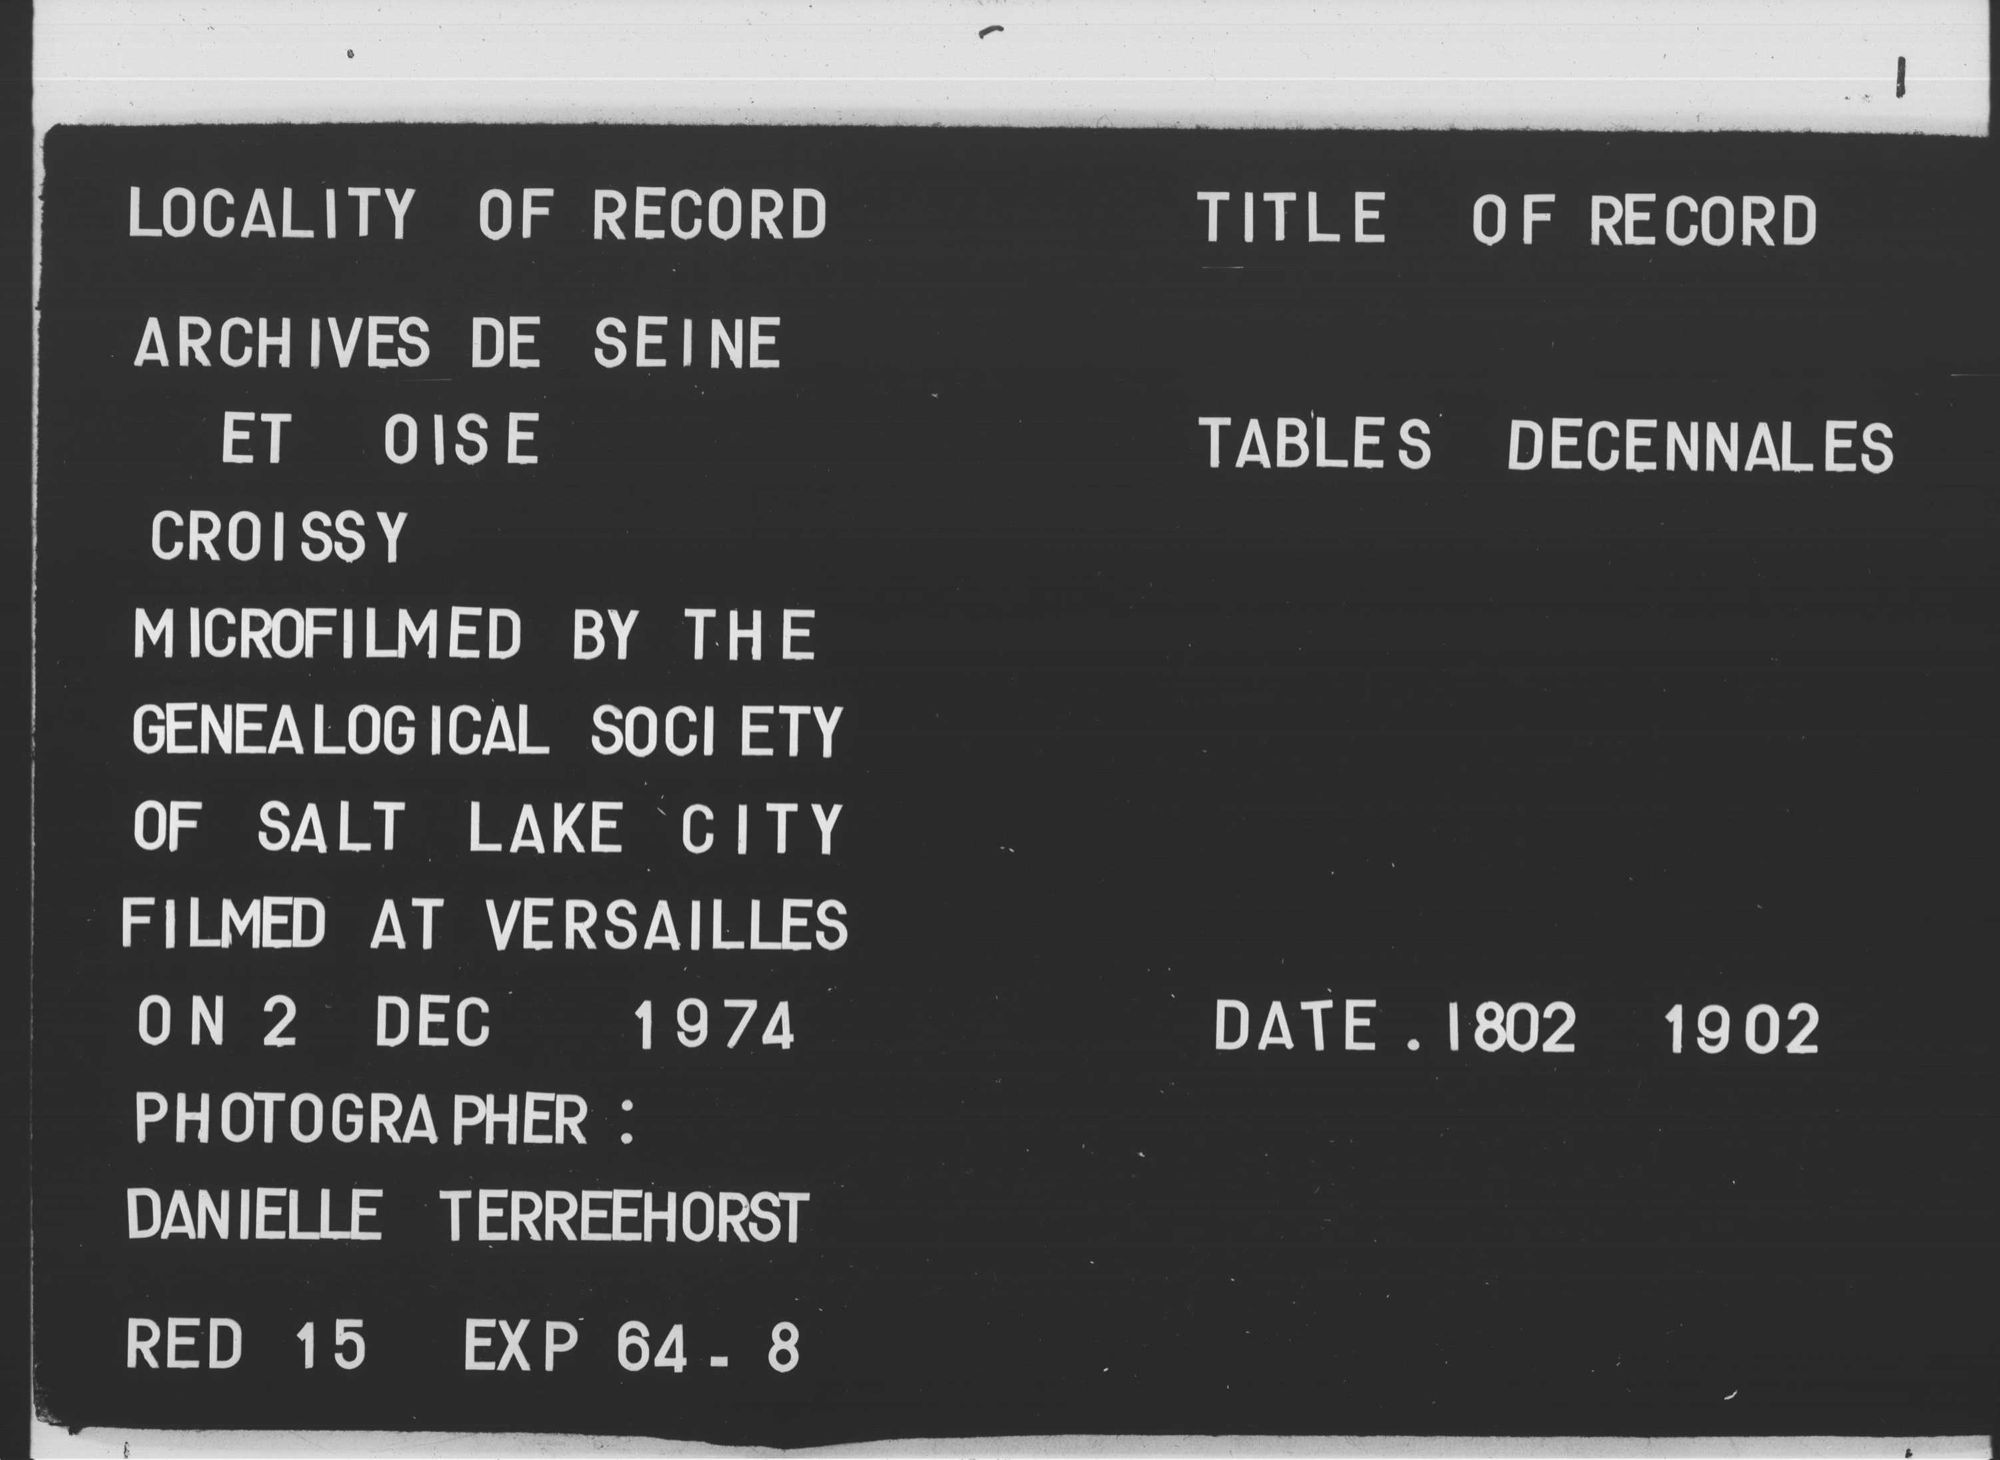 LOCALITY OF RECORD
ARCHIVES DE SEINE
ET OISE
CROISSY
MICROFILMED BY THE
GENEALOGICAL SOCIETY
OF SALT LAKE CITY
FILMED AT VERSAILLES
ON 2 DEC 1974
PHOTOGRAPHER :
DANIELLE TERREEHORST
RED 15 EXP 64 - 8
TITLE OF RECORD
TABLES DECENNALES
DATE . 1802 1902